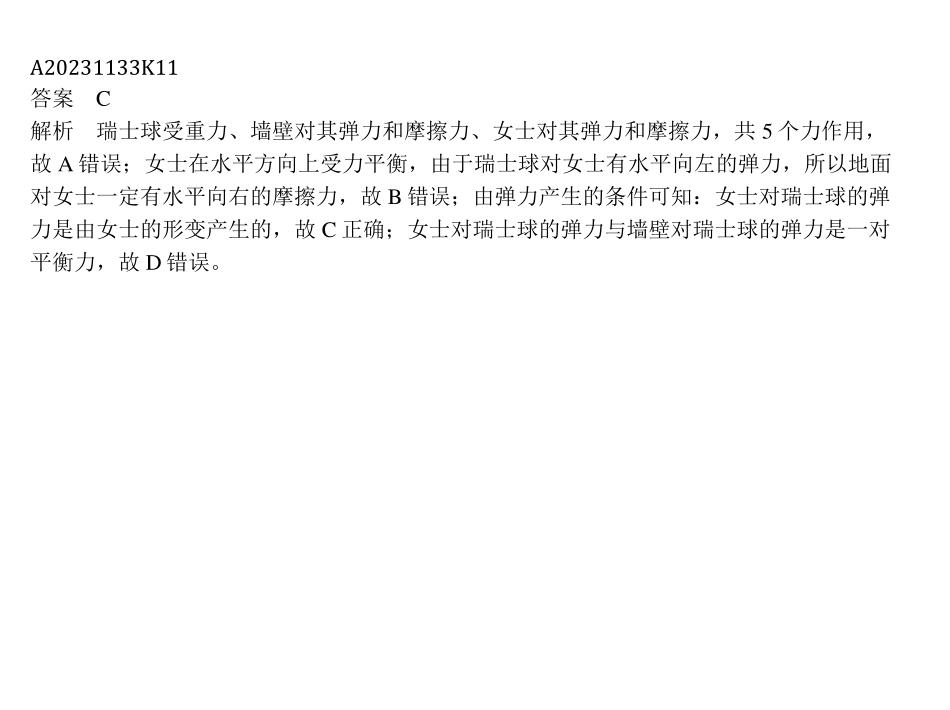 A20231133K11
答案　C
解析　瑞士球受重力、墙壁对其弹力和摩擦力、女士对其弹力和摩擦力，共 5 个力作用，
故 A 错误；女士在水平方向上受力平衡，由于瑞士球对女士有水平向左的弹力，所以地面
对女士一定有水平向右的摩擦力，故 B 错误；由弹力产生的条件可知：女士对瑞士球的弹
力是由女士的形变产生的，故 C 正确；女士对瑞士球的弹力与墙壁对瑞士球的弹力是一对
平衡力，故 D 错误。